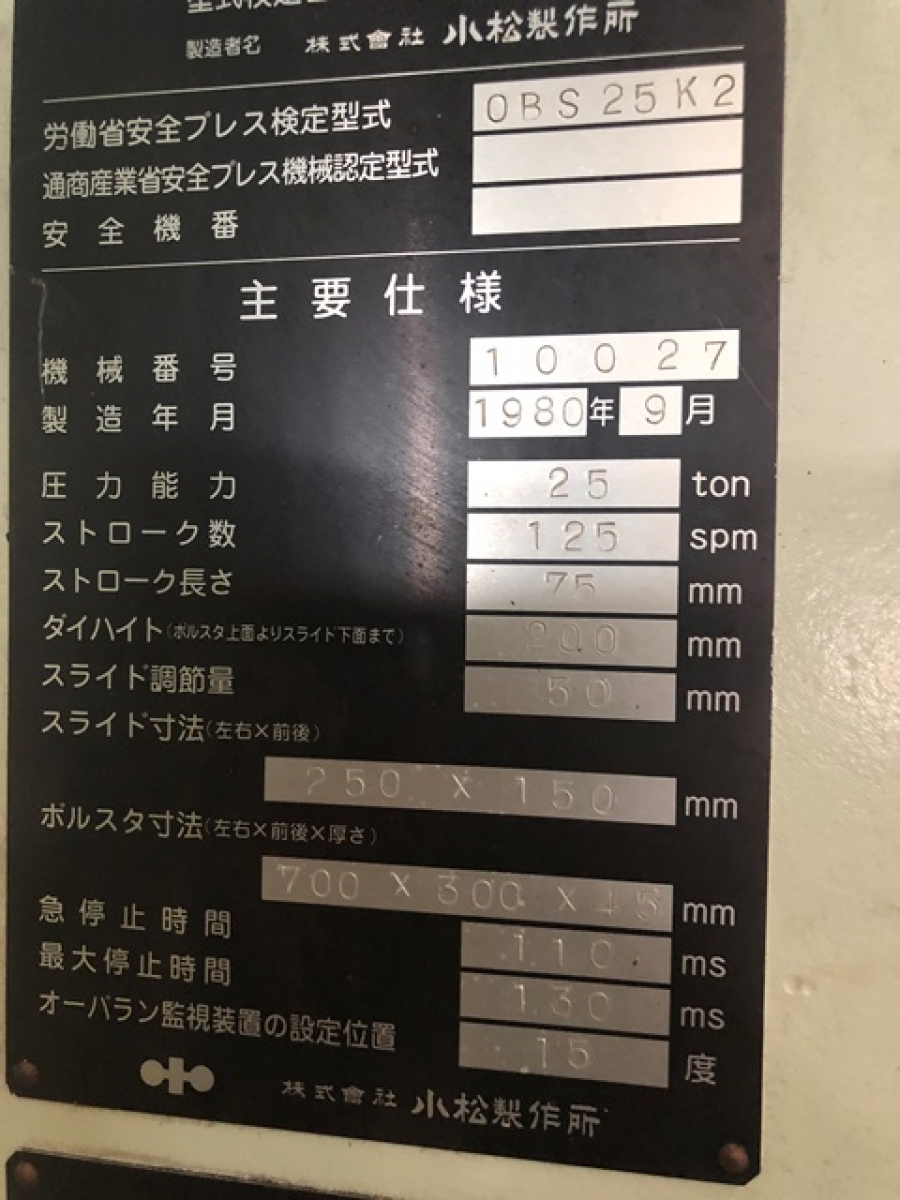 製造者名 株式會社 小松製作所
労働省安全プレス検定型式 OBS25K2
通商産業省安全プレス機械認定型式
安全機番
主要仕様
機械番号 10027
製造年月 1980年 9月
圧力能力 25 ton
ストローク数 125 spm
ストローク長さ 75 mm
ダイハイト(ボルスタ上面よりスライド下面まで) 200 mm
スライド調節量 50 mm
スライド寸法(左右×前後)
250 X 150 mm
ボルスタ寸法(左右×前後×厚さ)
700 X 300 X 45 mm
急停止時間 110 ms
最大停止時間 130 ms
オーバラン監視装置の設定位置 15 度
株式會社 小松製作所